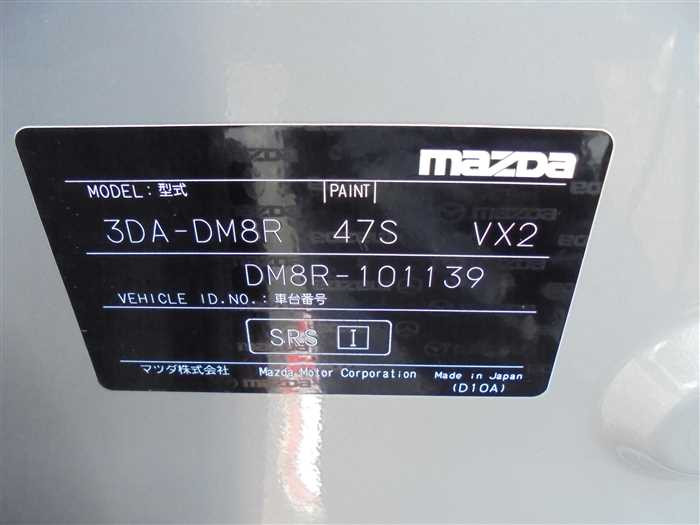 mazda
MODEL: 型式 PAINT
3DA-DM8R 47S VX2
DM8R-101139
VEHICLE ID.NO.: 車台番号
SRS I
マツダ株式会社 Mazda Motor Corporation Made in Japan
(D10A)